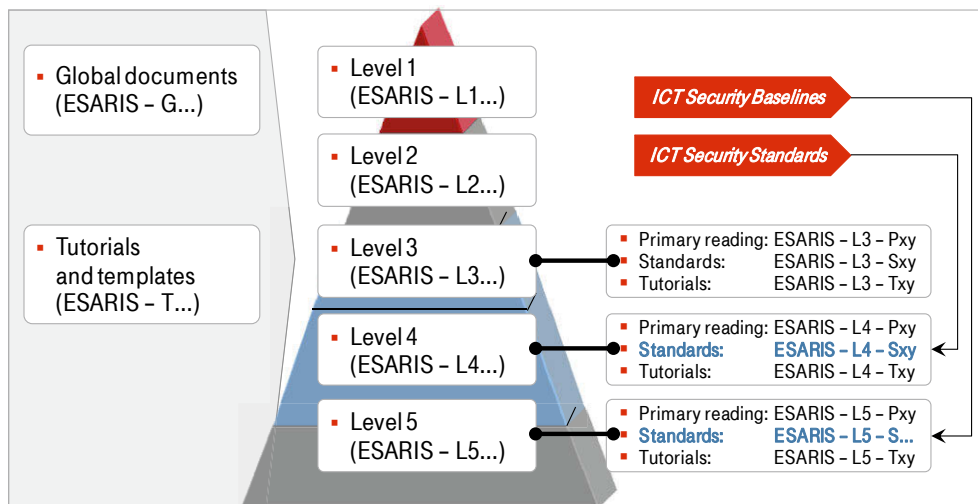 Global documents
(ESARIS – G...)
Tutorials
and templates
(ESARIS – T...)
Level 1
(ESARIS – L1...)
Level 2
(ESARIS – L2...)
Level 3
(ESARIS – L3...)
Level 4
(ESARIS – L4...)
Level 5
(ESARIS – L5...)
ICT Security Baselines
ICT Security Standards
Primary reading: ESARIS – L3 – Pxy
Standards: ESARIS – L3 – Sxy
Tutorials: ESARIS – L3 – Txy
Primary reading: ESARIS – L4 – Pxy
Standards: ESARIS – L4 – Sxy
Tutorials: ESARIS – L4 – Txy
Primary reading: ESARIS – L5 – Pxy
Standards: ESARIS – L5 – S...
Tutorials: ESARIS – L5 – Txy